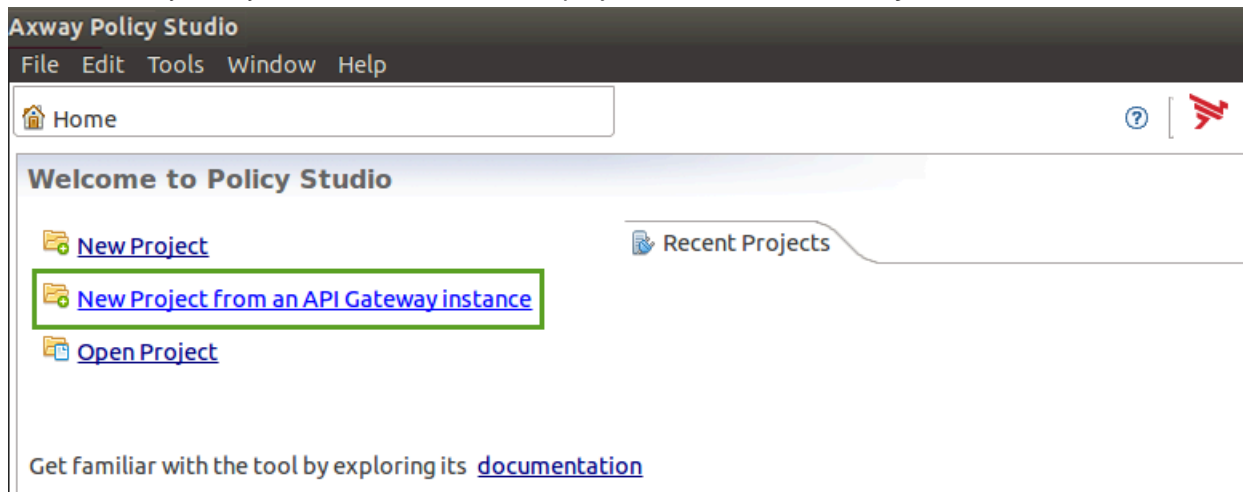 Axway Policy Studio
File Edit Tools Window Help
Home
Welcome to Policy Studio
New Project
Recent Projects
New Project from an API Gateway instance
Open Project
Get familiar with the tool by exploring its documentation